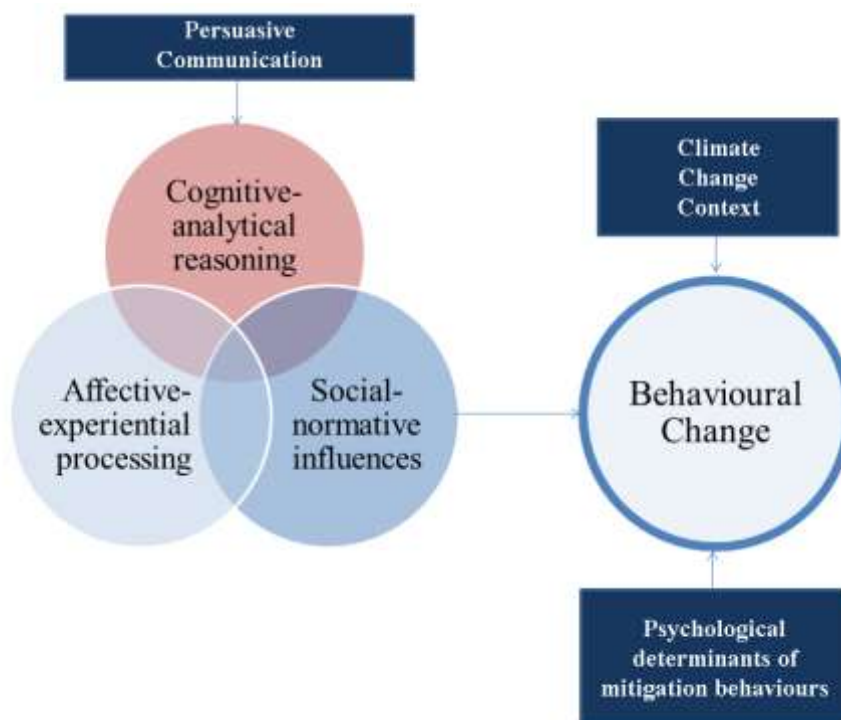 Persuasive
Communication
Cognitive-
analytical
reasoning
Affective-
experiential
processing
Social-
normative
influences
Climate
Change
Context
Behavioural
Change
Psychological
determinants of
mitigation behaviours